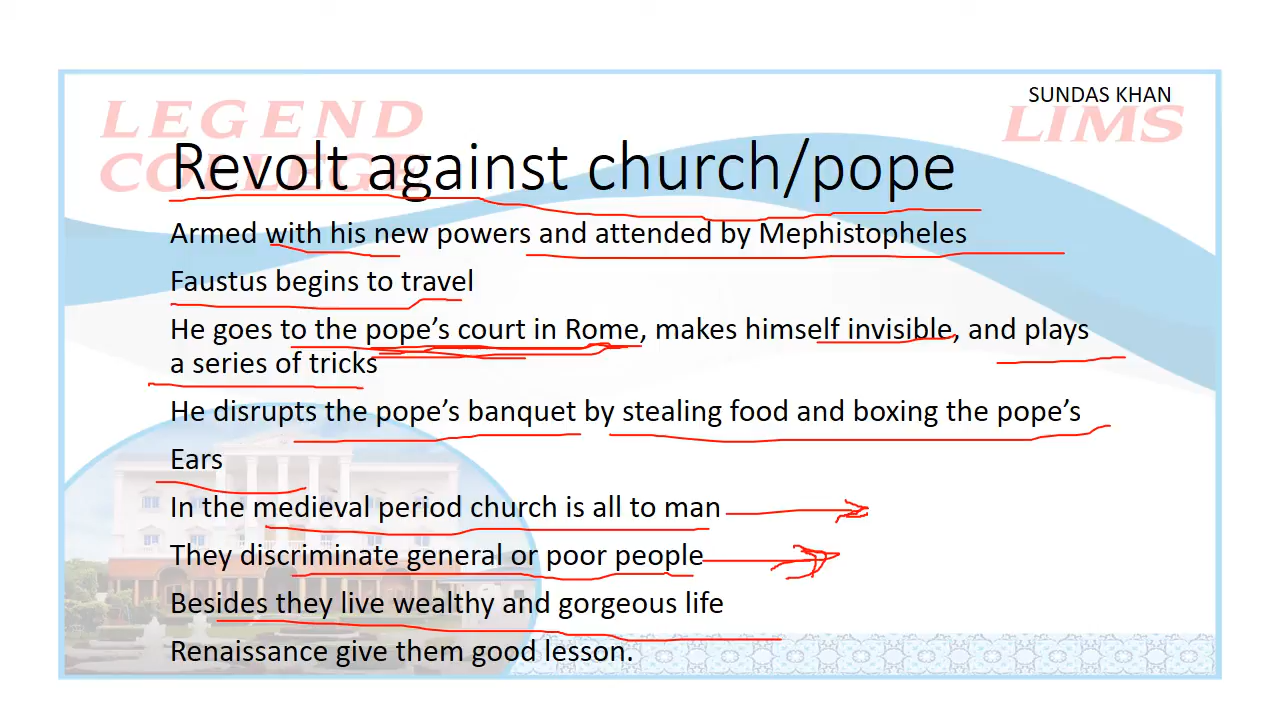 SUNDAS KHAN
LEGEND
COLLEGE
LIMS
Revolt against church/pope
Armed with his new powers and attended by Mephistopheles
Faustus begins to travel
He goes to the pope’s court in Rome, makes himself invisible, and plays
a series of tricks
He disrupts the pope’s banquet by stealing food and boxing the pope’s
Ears
In the medieval period church is all to man
They discriminate general or poor people
Besides they live wealthy and gorgeous life
Renaissance give them good lesson.